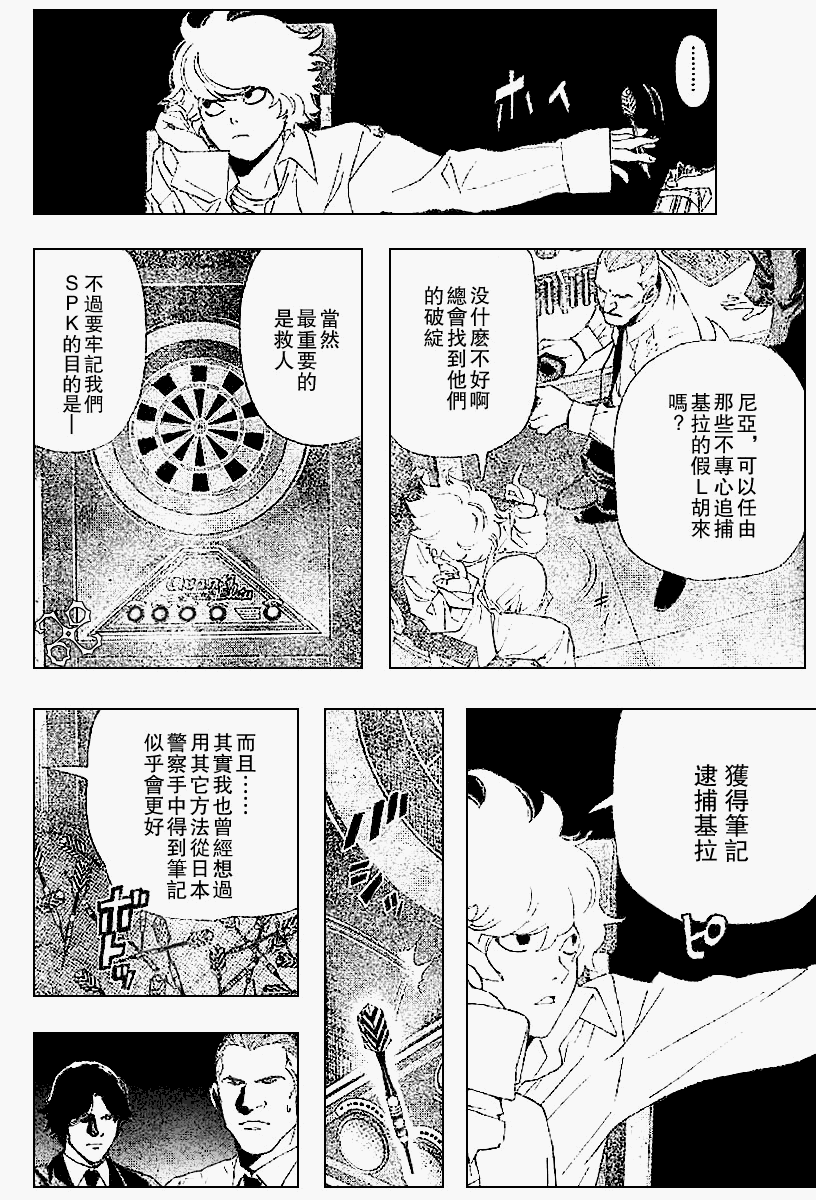 ………
ホイ
尼亞，可以任由
那些不專心追捕
基拉的假L胡來
嗎？
没什麽不好啊
總會找到他們
的破綻
當然
最重要的
是救人
不過要牢記我們
SPK的目的是—
獲得筆記
逮捕基拉
ピロ
而且……
其實我也曾經想過
用其它方法從日本
警察手中得到筆記
似乎會更好
ボトッ